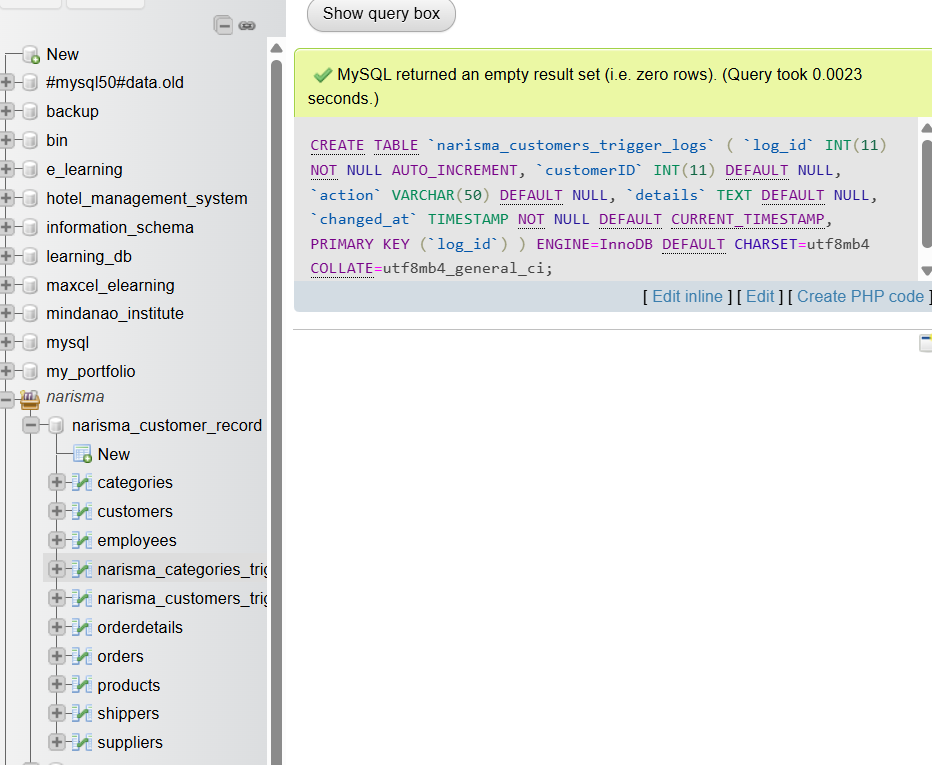 New
#mysql50#data.old
backup
bin
e_learning
hotel_management_system
information_schema
learning_db
maxcel_elearning
mindanao_institute
mysql
my_portfolio
narisma
narisma_customer_record
New
categories
customers
employees
narisma_categories_trig
narisma_customers_trig
orderdetails
orders
products
shippers
suppliers
Show query box
MySQL returned an empty result set (i.e. zero rows). (Query took 0.0023
seconds.)
CREATE TABLE `narisma_customers_trigger_logs` ( `log_id` INT(11)
NOT NULL AUTO_INCREMENT, `customerID` INT(11) DEFAULT NULL,
`action` VARCHAR(50) DEFAULT NULL, `details` TEXT DEFAULT NULL,
`changed_at` TIMESTAMP NOT NULL DEFAULT CURRENT_TIMESTAMP,
PRIMARY KEY (`log_id`) ) ENGINE=InnoDB DEFAULT CHARSET=utf8mb4
COLLATE=utf8mb4_general_ci;
[ Edit inline ] [ Edit ] [ Create PHP code ]